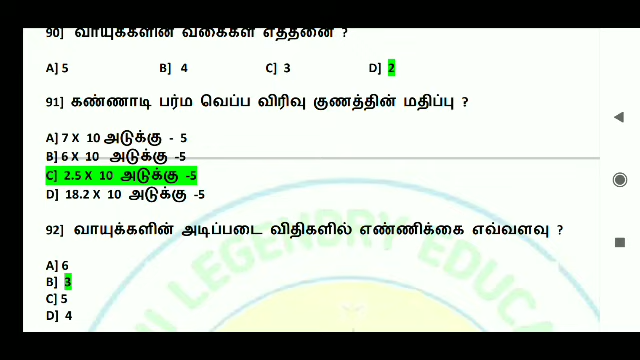 90] வாயுக்களின் வகைகள் எத்தனை ?
A] 5 B] 4 C] 3 D] 2
91] கண்ணாடி பர்ம வெப்ப விரிவு குணத்தின் மதிப்பு ?
A] 7 X 10 அடுக்கு - 5
B] 6 X 10 அடுக்கு -5
C] 2.5 X 10 அடுக்கு -5
D] 18.2 X 10 அடுக்கு -5
92] வாயுக்களின் அடிப்படை விதிகளில் எண்ணிக்கை எவ்வளவு ?
A] 6
B] 3
C] 5
D] 4
LEGENDRY EDUCA